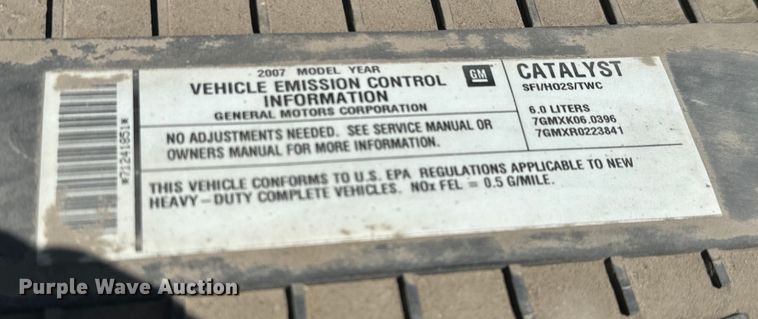 2007 MODEL YEAR
VEHICLE EMISSION CONTROL
INFORMATION
GENERAL MOTORS CORPORATION
GM
NO ADJUSTMENTS NEEDED. SEE SERVICE MANUAL OR
OWNERS MANUAL FOR MORE INFORMATION.
THIS VEHICLE CONFORMS TO U.S. EPA REGULATIONS APPLICABLE TO NEW
HEAVY-DUTY COMPLETE VEHICLES. NOx FEL = 0.5 G/MILE.
CATALYST
SFI/HO2S/TWC
6.0 LITERS
7GMXK06.0396
7GMXR0223841
*71241851*
Purple Wave Auction